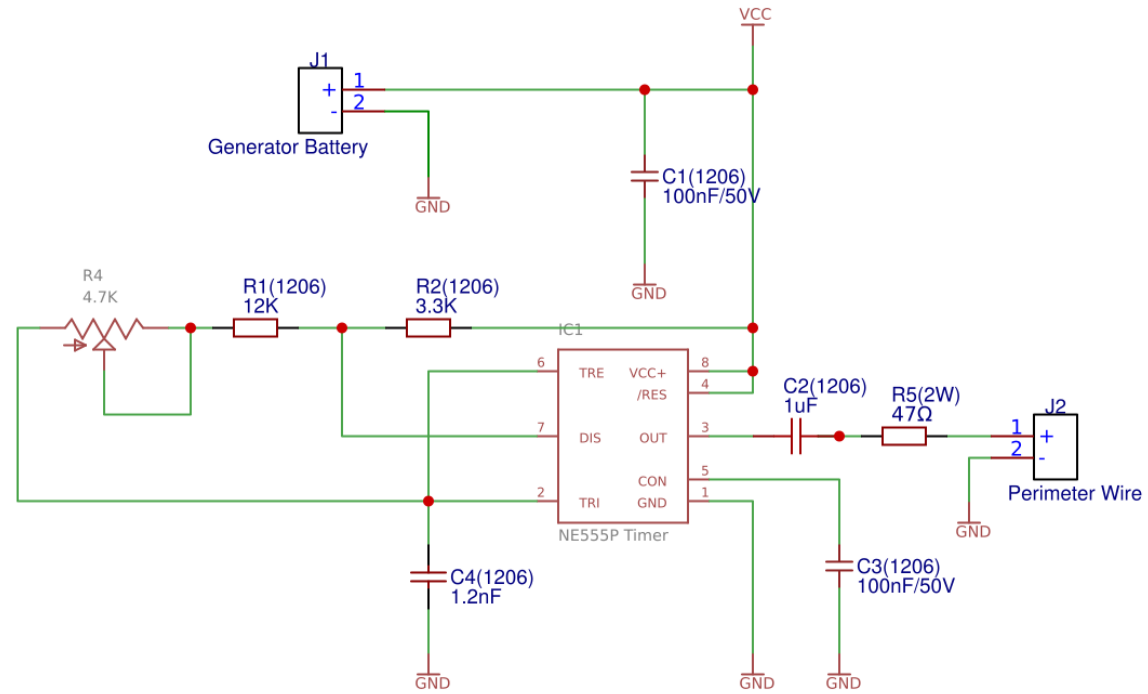 VCC
J1
+ 1
- 2
Generator Battery
GND
C1(1206)
100nF/50V
GND
R4
4.7K
R1(1206)
12K
R2(1206)
3.3K
IC1
6 TRE
7 DIS
2 TRI
VCC+ 8
/RES 4
OUT 3
CON 5
GND 1
NE555P Timer
C2(1206)
1uF
R5(2W)
47Ω
J2
1 +
2 -
Perimeter Wire
GND
C4(1206)
1.2nF
C3(1206)
100nF/50V
GND
GND
GND